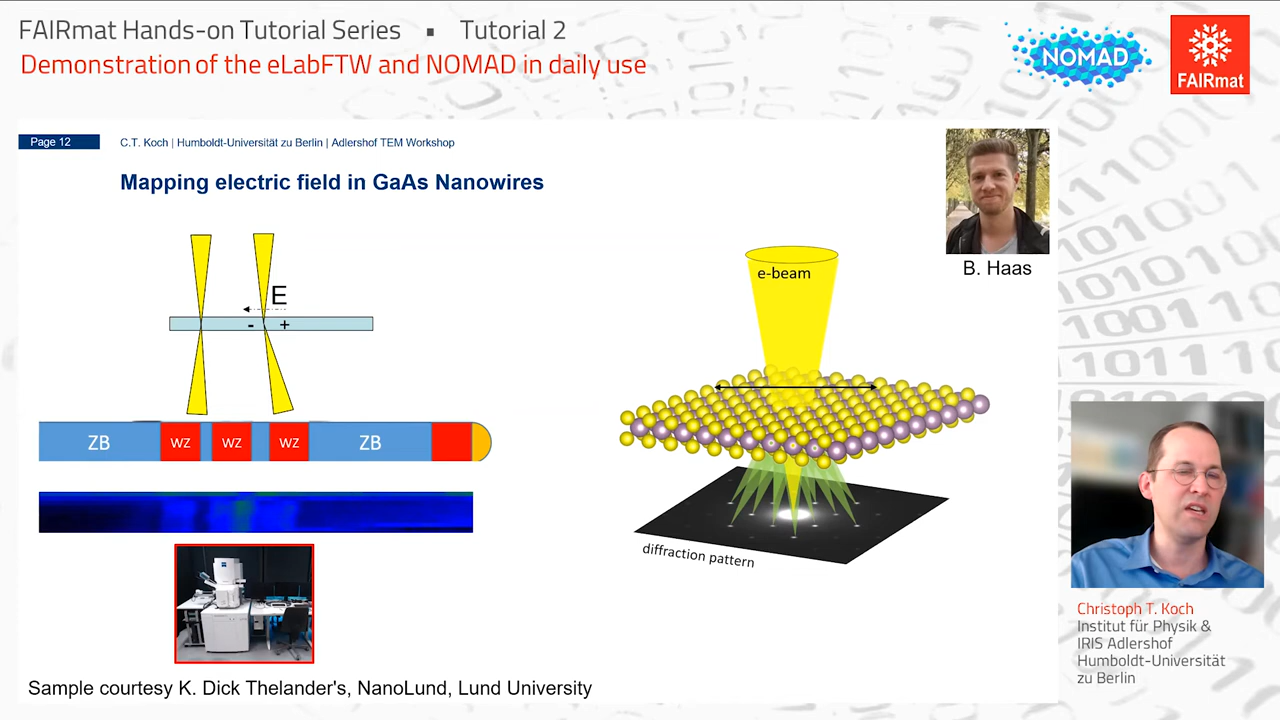 FAIRmat Hands-on Tutorial Series ▪ Tutorial 2
Demonstration of the eLabFTW and NOMAD in daily use
NOMAD
FAIRmat
Page 12
C.T. Koch | Humboldt-Universität zu Berlin | Adlershof TEM Workshop
Mapping electric field in GaAs Nanowires
B. Haas
E
- +
e-beam
ZB wz wz wz ZB
diffraction pattern
Sample courtesy K. Dick Thelander's, NanoLund, Lund University
Christoph T. Koch
Institut für Physik &
IRIS Adlershof
Humboldt-Universität
zu Berlin